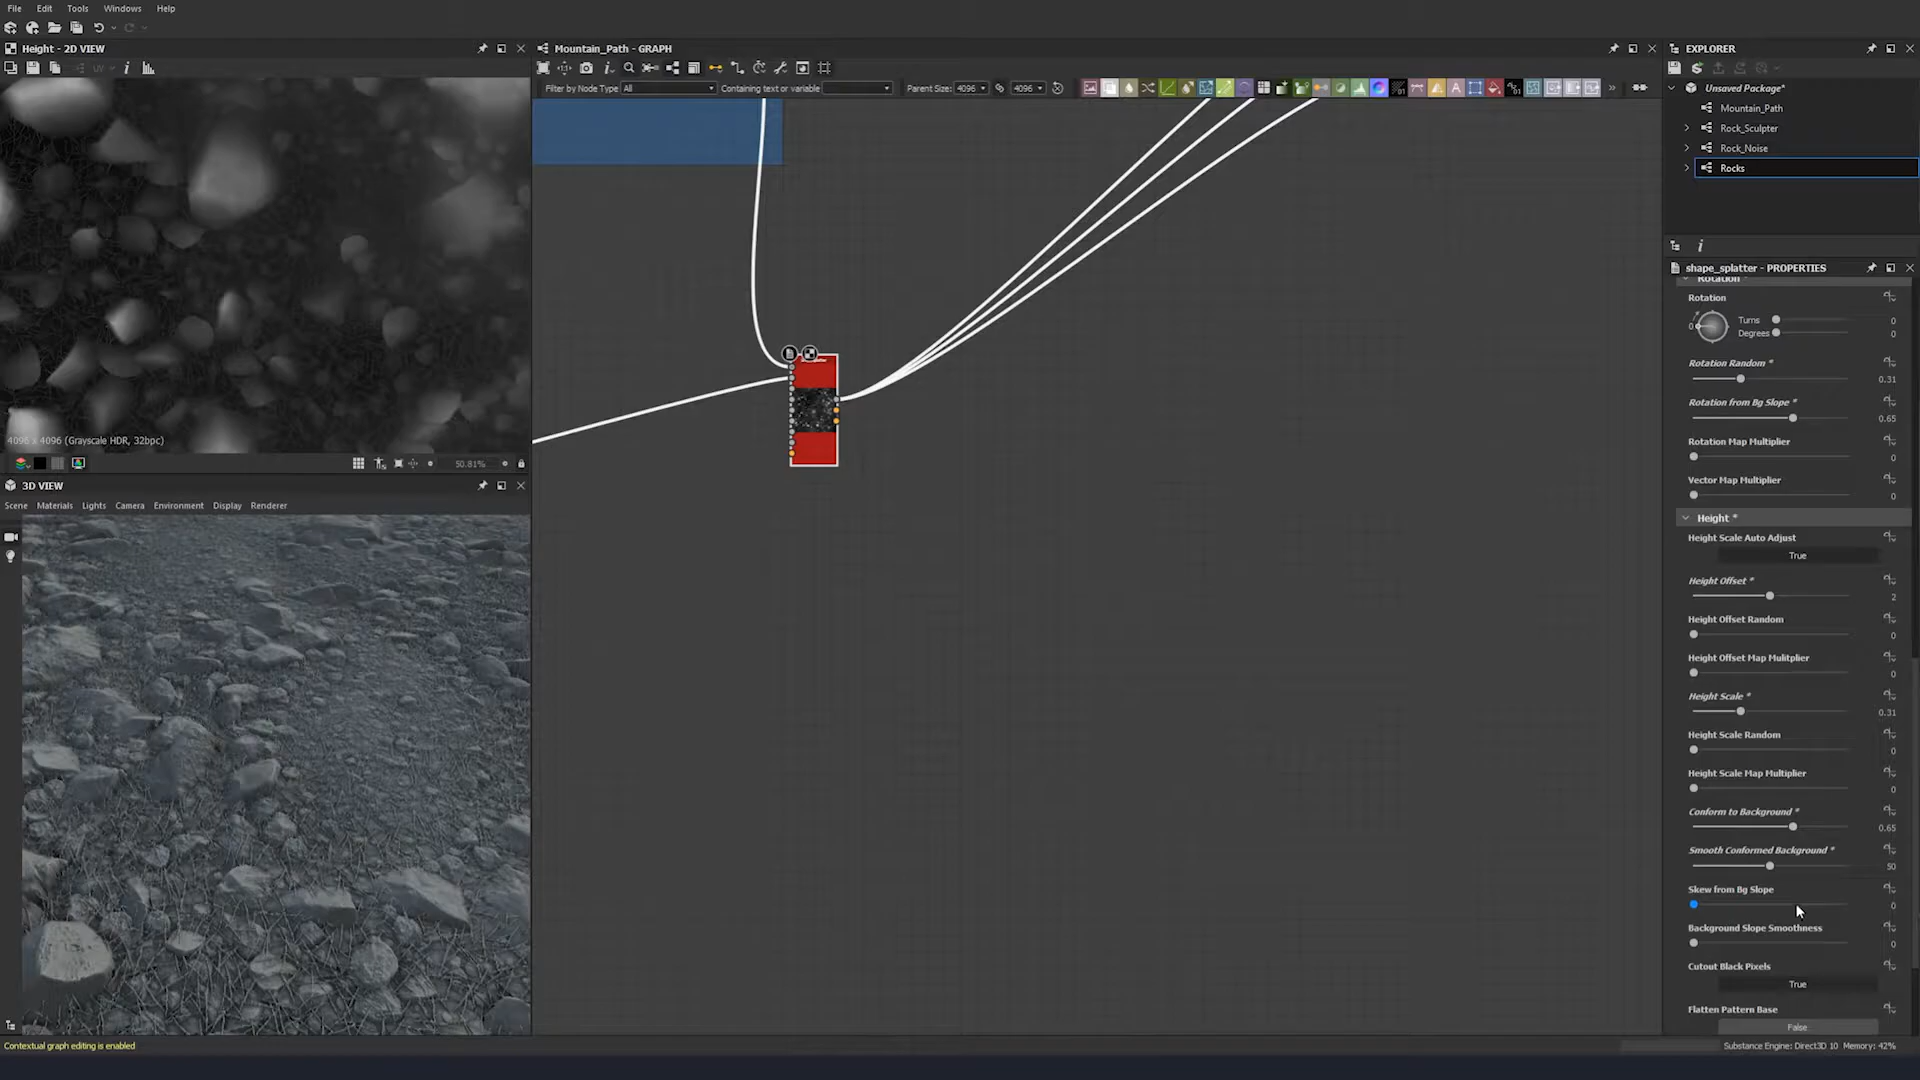 File Edit Tools Windows Help
Height - 2D VIEW
UV
4096 x 4096 (Grayscale HDR, 32bpc)
50.81%
3D VIEW
Scene Materials Lights Camera Environment Display Renderer
Contextual graph editing is enabled
Mountain_Path - GRAPH
Filter by Node Type All Containing text or variable Parent Size: 4096 4096
EXPLORER
Unsaved Package*
Mountain_Path
Rock_Sculpter
Rock_Noise
Rocks
shape_splatter - PROPERTIES
Rotation *
Rotation
0 Turns 0
Degrees 0
Rotation Random *
0.31
Rotation from Bg Slope *
0.65
Rotation Map Multiplier
0
Vector Map Multiplier
0
Height *
Height Scale Auto Adjust
True
Height Offset *
2
Height Offset Random
0
Height Offset Map Mulitplier
0
Height Scale *
0.31
Height Scale Random
0
Height Scale Map Multiplier
0
Conform to Background *
0.65
Smooth Conformed Background *
50
Skew from Bg Slope
0
Background Slope Smoothness
0
Cutout Black Pixels
True
Flatten Pattern Base
False
Substance Engine: Direct3D 10 Memory: 42%